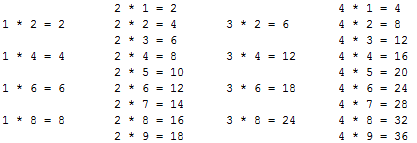 2 * 1 = 2                  4 * 1 = 4
1 * 2 = 2    2 * 2 = 4    3 * 2 = 6     4 * 2 = 8
             2 * 3 = 6                  4 * 3 = 12
1 * 4 = 4    2 * 4 = 8    3 * 4 = 12    4 * 4 = 16
             2 * 5 = 10                 4 * 5 = 20
1 * 6 = 6    2 * 6 = 12   3 * 6 = 18    4 * 6 = 24
             2 * 7 = 14                 4 * 7 = 28
1 * 8 = 8    2 * 8 = 16   3 * 8 = 24    4 * 8 = 32
             2 * 9 = 18                 4 * 9 = 36